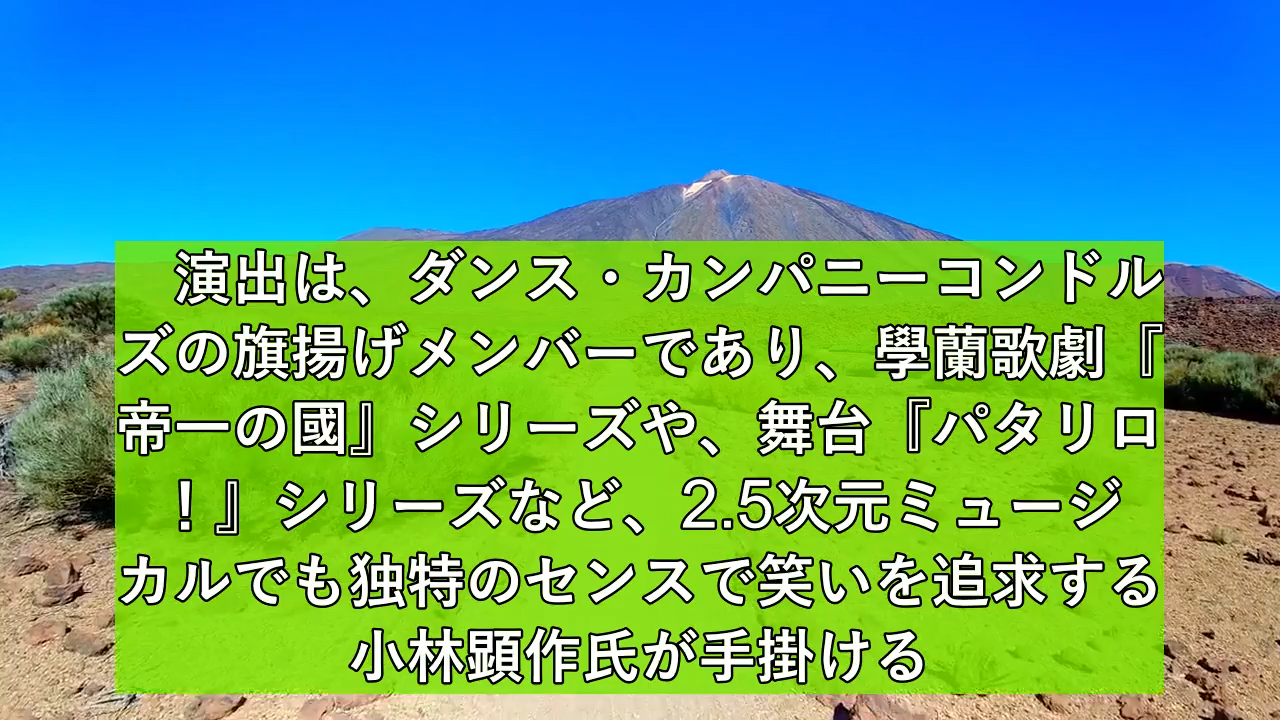 演出は、ダンス・カンパニーコンドル
ズの旗揚げメンバーであり、學蘭歌劇『
帝一の國』シリーズや、舞台『パタリロ
！』シリーズなど、2.5次元ミュージ
カルでも独特のセンスで笑いを追求する
小林顕作氏が手掛ける